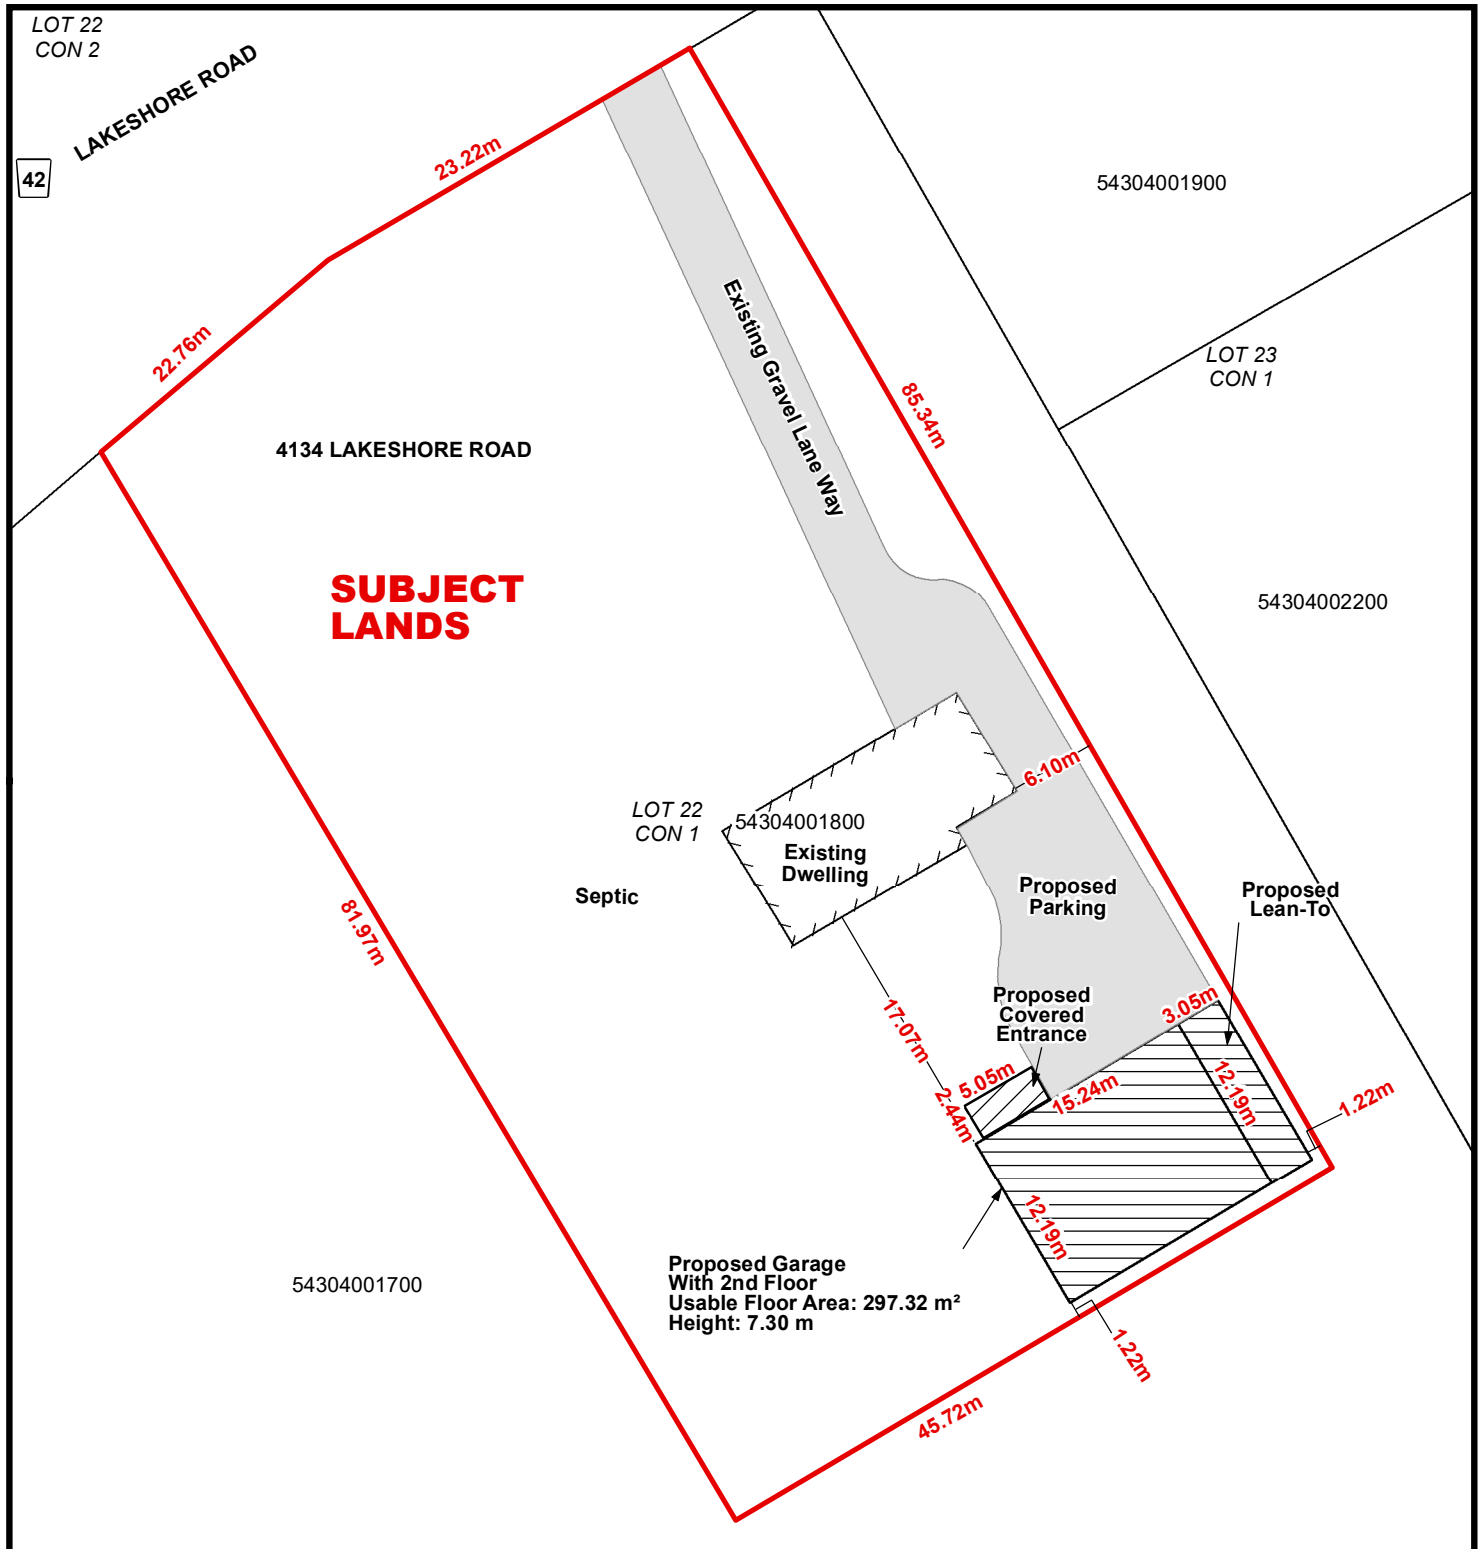 LOT 22
CON 2
LAKESHORE ROAD
42
23.22m
54304001900
22.76m
Existing Gravel Lane Way
LOT 23
CON 1
85.34m
4134 LAKESHORE ROAD
SUBJECT
LANDS
54304002200
6.10m
LOT 22
CON 1
54304001800
Existing
Dwelling
Septic
Proposed
Parking
Proposed
Lean-To
81.97m
17.07m
Proposed
Covered
Entrance
3.05m
5.05m
2.44m
15.24m
12.19m
1.22m
12.19m
Proposed Garage
With 2nd Floor
Usable Floor Area: 297.32 m²
Height: 7.30 m
54304001700
1.22m
45.72m